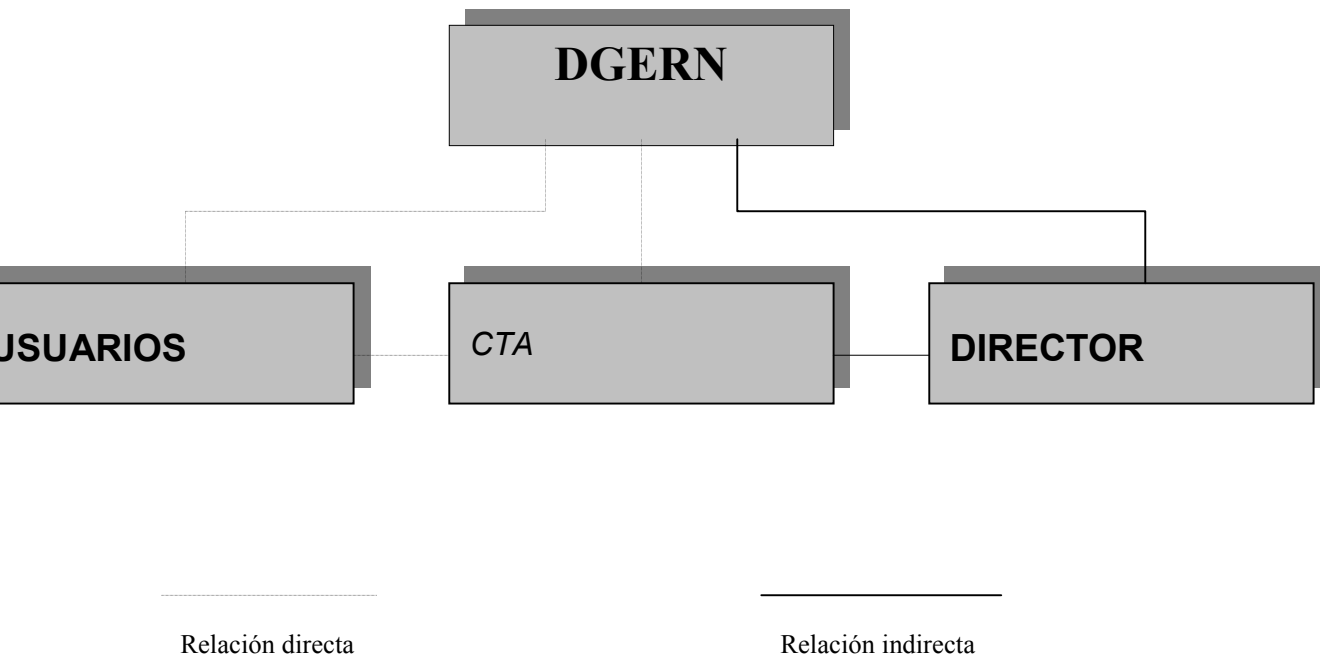 DGERN
USUARIOS
CTA
DIRECTOR
Relación directa
Relación indirecta